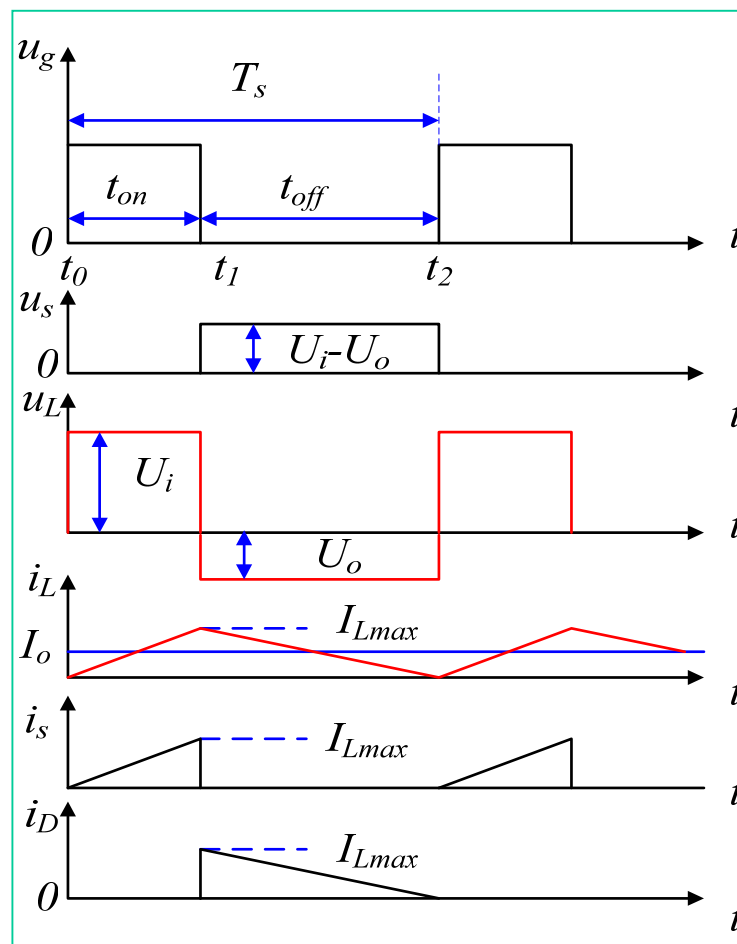 u_g
T_s
t_on t_off
0 t
t_0 t_1 t_2
u_s
U_i-U_o
0
u_L t
U_i
t
U_o
i_L
I_Lmax
I_o
t
i_s
I_Lmax
t
i_D
I_Lmax
0
t